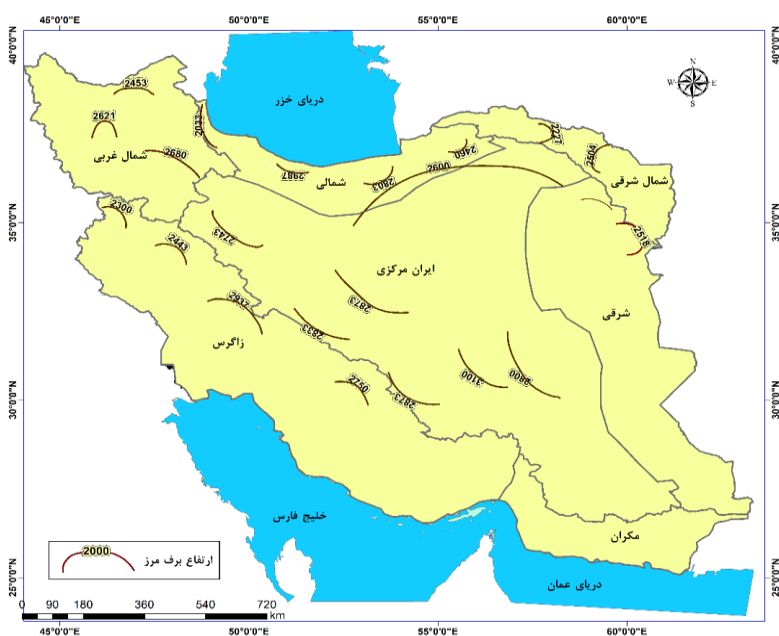 45°0'0"E 50°0'0"E 55°0'0"E 60°0'0"E
40°0'0"N 40°0'0"N
N
W E
S
دریای خزر
2453
2621
2033
2680
شمال غربی
2987
شمالی
2803
2460
2600
2227
2504
شمال شرقی
2300
2443
2743
35°0'0"N 35°0'0"N
2518
ایران مرکزی
2873
شرقی
2833
زاگرس
2750
2873
3100
2800
30°0'0"N 30°0'0"N
خلیج فارس
مکران
دریای عمان
2000
ارتفاع برف مرز
25°0'0"N 25°0'0"N
0 90 180 360 540 720
km
45°0'0"E 50°0'0"E 55°0'0"E 60°0'0"E